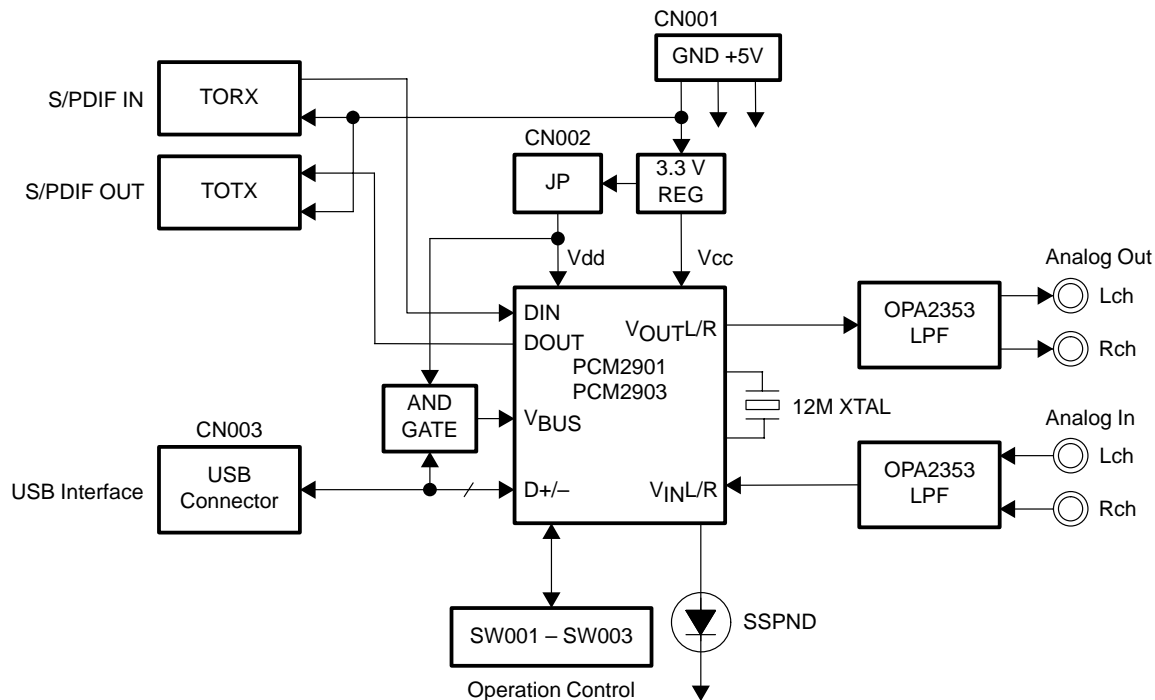 CN001
GND +5V
S/PDIF IN
TORX
CN002
JP
3.3 V
REG
S/PDIF OUT
TOTX
Vdd
Vcc
Analog Out
Lch
Rch
OPA2353
LPF
DIN
DOUT
VOUTL/R
PCM2901
PCM2903
AND
GATE
VBUS
12M XTAL
CN003
USB
Connector
USB Interface
D+/–
VINL/R
Analog In
Lch
Rch
OPA2353
LPF
SSPND
SW001 – SW003
Operation Control